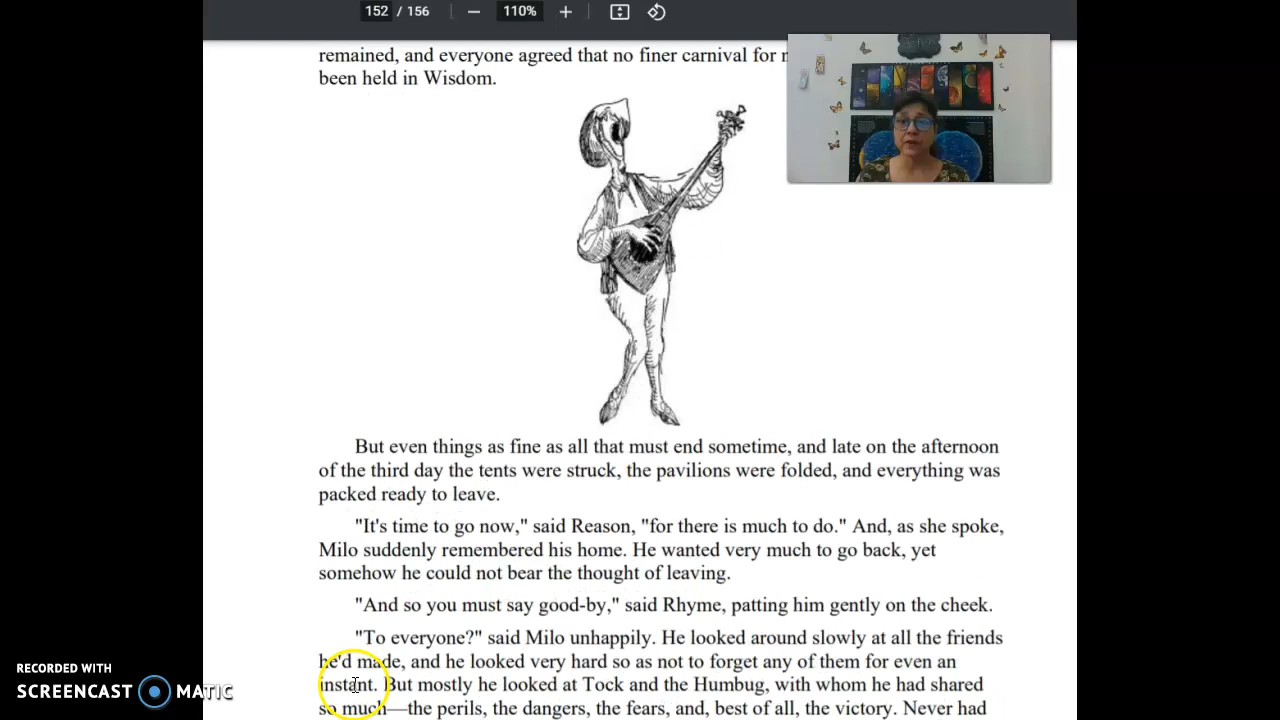 152 / 156
110%
remained, and everyone agreed that no finer carnival for
been held in Wisdom.
But even things as fine as all that must end sometime, and late on the afternoon
of the third day the tents were struck, the pavilions were folded, and everything was
packed ready to leave.
"It's time to go now," said Reason, "for there is much to do." And, as she spoke,
Milo suddenly remembered his home. He wanted very much to go back, yet
somehow he could not bear the thought of leaving.
"And so you must say good-by," said Rhyme, patting him gently on the cheek.
"To everyone?" said Milo unhappily. He looked around slowly at all the friends
he'd made, and he looked very hard so as not to forget any of them for even an
instant. But mostly he looked at Tock and the Humbug, with whom he had shared
so much—the perils, the dangers, the fears, and, best of all, the victory. Never had
RECORDED WITH
SCREENCAST MATIC